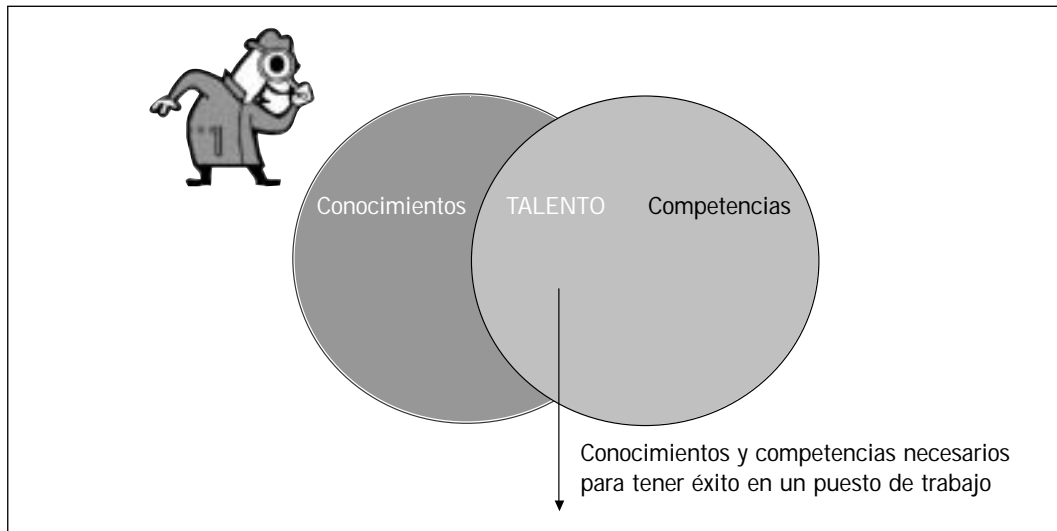 Conocimientos TALENTO Competencias
Conocimientos y competencias necesarios
para tener éxito en un puesto de trabajo